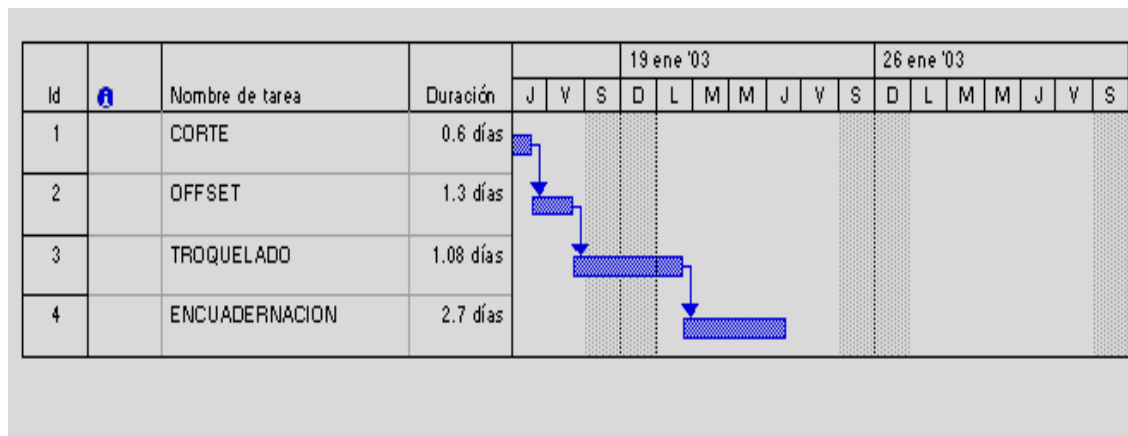 19 ene '03 26 ene '03
Id Nombre de tarea Duración J V S D L M M J V S D L M M J V S
1 CORTE 0.6 días
2 OFFSET 1.3 días
3 TROQUELADO 1.08 días
4 ENCUADERNACION 2.7 días